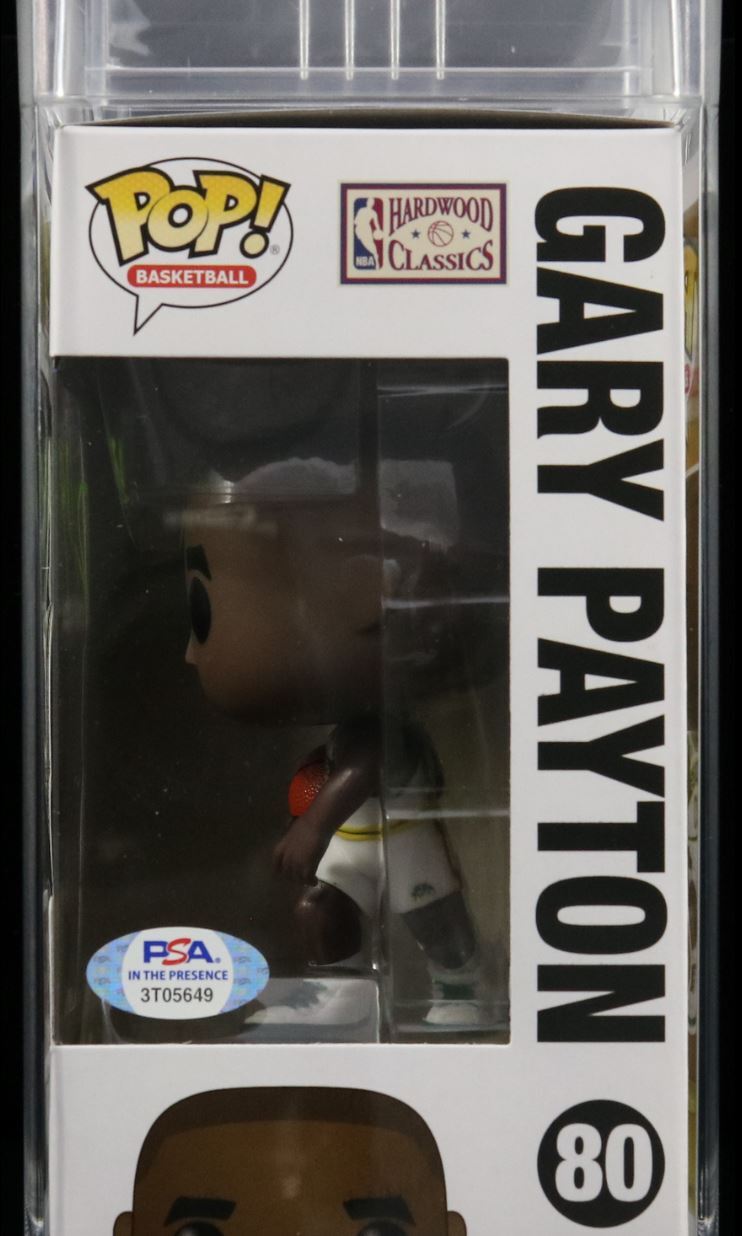 POP!
®
BASKETBALL
NBA
HARDWOOD
CLASSICS
GARY PAYTON
PSA.
IN THE PRESENCE
3T05649
80